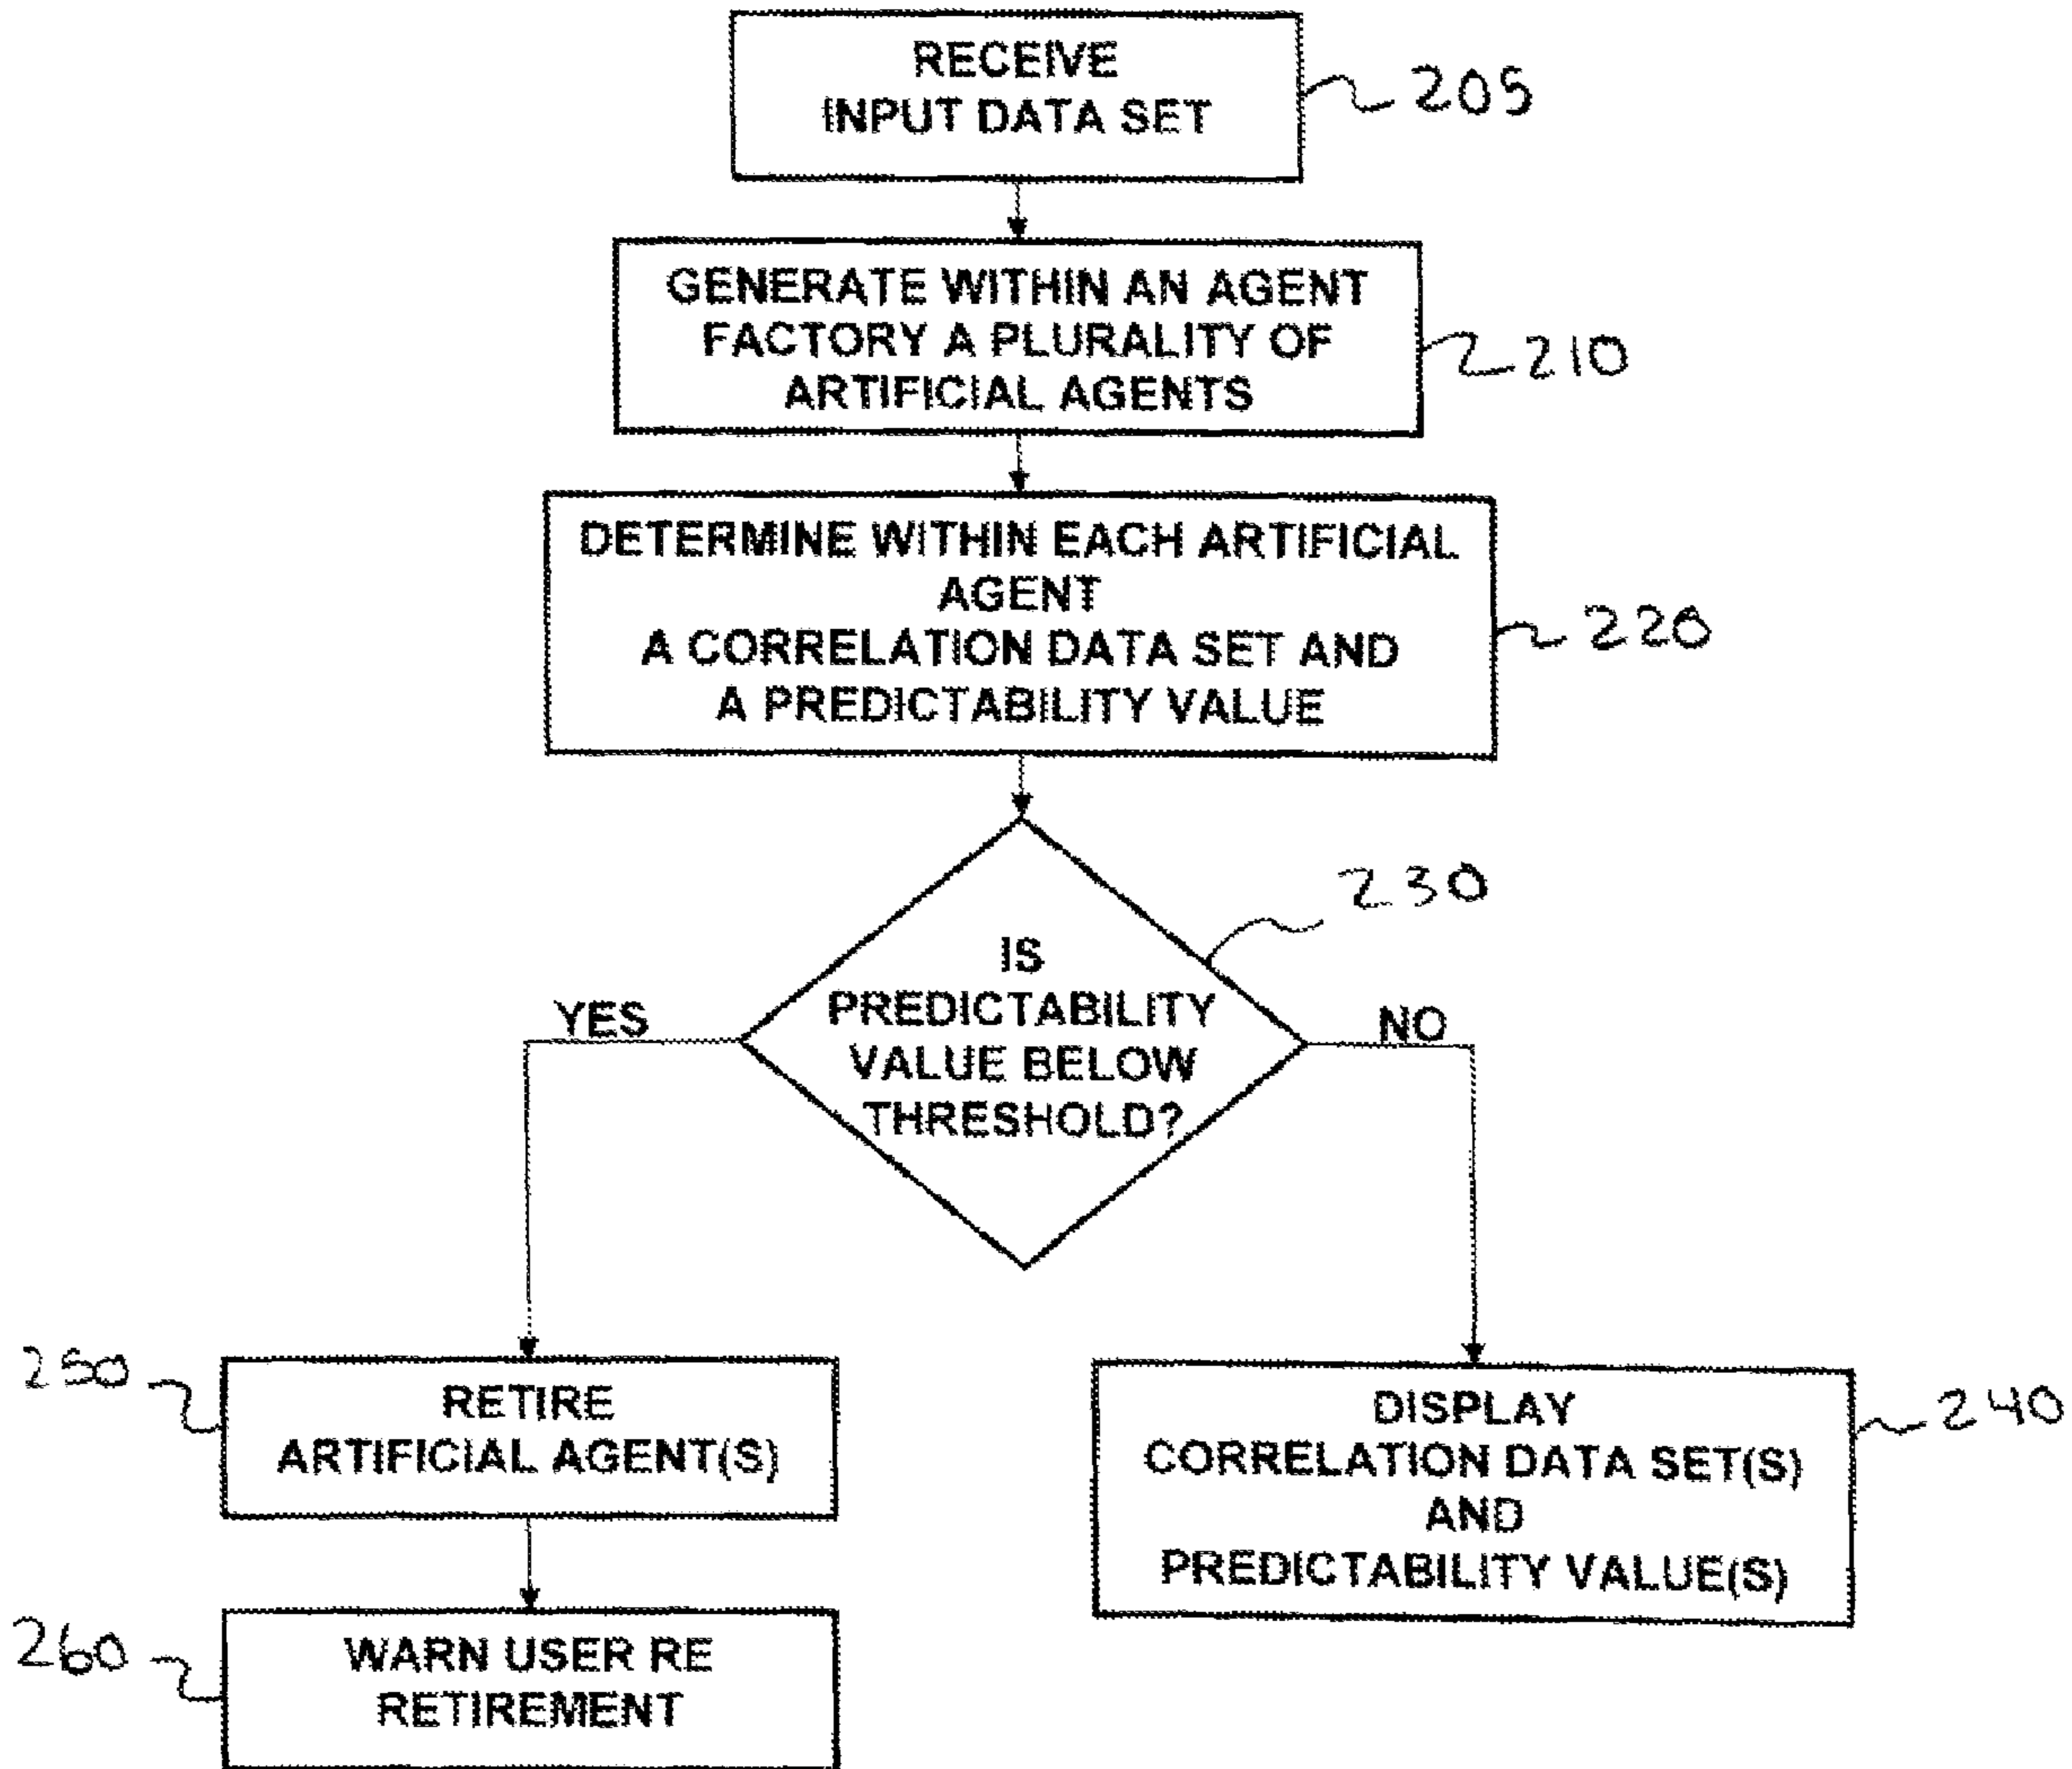 RECEIVE
INPUT DATA SET
205
GENERATE WITHIN AN AGENT
FACTORY A PLURALITY OF
ARTIFICIAL AGENTS
210
DETERMINE WITHIN EACH ARTIFICIAL
AGENT
A CORRELATION DATA SET AND
A PREDICTABILITY VALUE
220
230
IS
PREDICTABILITY
VALUE BELOW
THRESHOLD?
YES
NO
250
RETIRE
ARTIFICIAL AGENT(S)
DISPLAY
CORRELATION DATA SET(S)
AND
PREDICTABILITY VALUE(S)
240
260
WARN USER RE
RETIREMENT